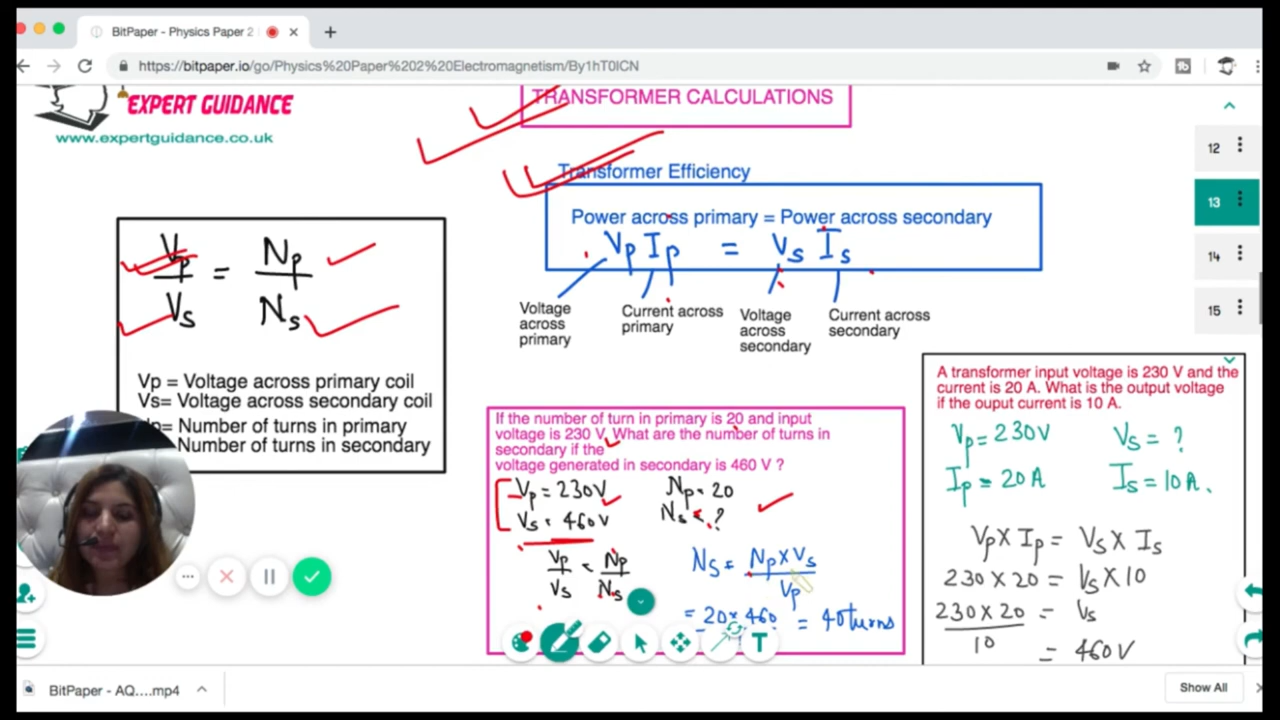 BitPaper - Physics Paper 2
https://bitpaper.io/go/Physics%20Paper%202%20Electromagnetism/By1hT0ICN
EXPERT GUIDANCE
www.expertguidance.co.uk
TRANSFORMER CALCULATIONS
12
13
14
15
Transformer Efficiency
Power across primary = Power across secondary
Vp Ip = Vs Is
Voltage across primary
Current across primary
Voltage across secondary
Current across secondary
Vp/Vs = Np/Ns
Vp = Voltage across primary coil
Vs= Voltage across secondary coil
= Number of turns in primary
Number of turns in secondary
If the number of turn in primary is 20 and input
voltage is 230 V. What are the number of turns in
secondary if the
voltage generated in secondary is 460 V ?
Vp = 230V Np = 20
Vs = 460V Ns = ?
Vp/Vs = Np/Ns
Ns = Np X Vs / Vp
= 20 x 460 = 40 turns
A transformer input voltage is 230 V and the
current is 20 A. What is the output voltage
if the ouput current is 10 A.
Vp = 230V Vs = ?
Ip = 20 A Is = 10A.
Vp X Ip = Vs X Is
230 X 20 = Vs X 10
230 X 20 / 10 = Vs
= 460 V
T
BitPaper - AQ....mp4
Show All